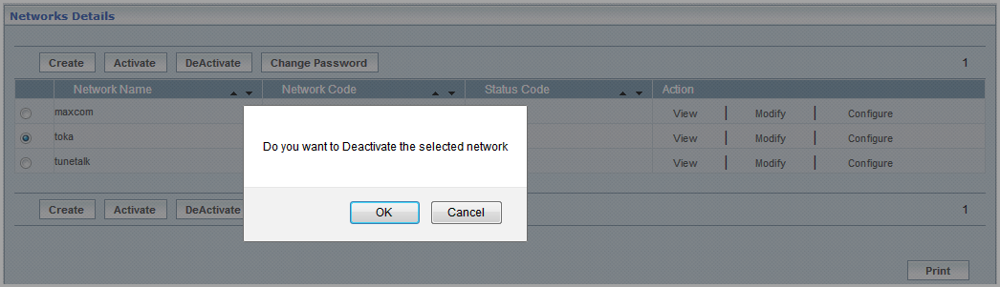 Networks Details
Create Activate DeActivate Change Password 1
Network Name Network Code Status Code Action
maxcom View | Modify | Configure
toka View | Modify | Configure
tunetalk View | Modify | Configure
Do you want to Deactivate the selected network
OK Cancel
Create Activate DeActivate 1
Print